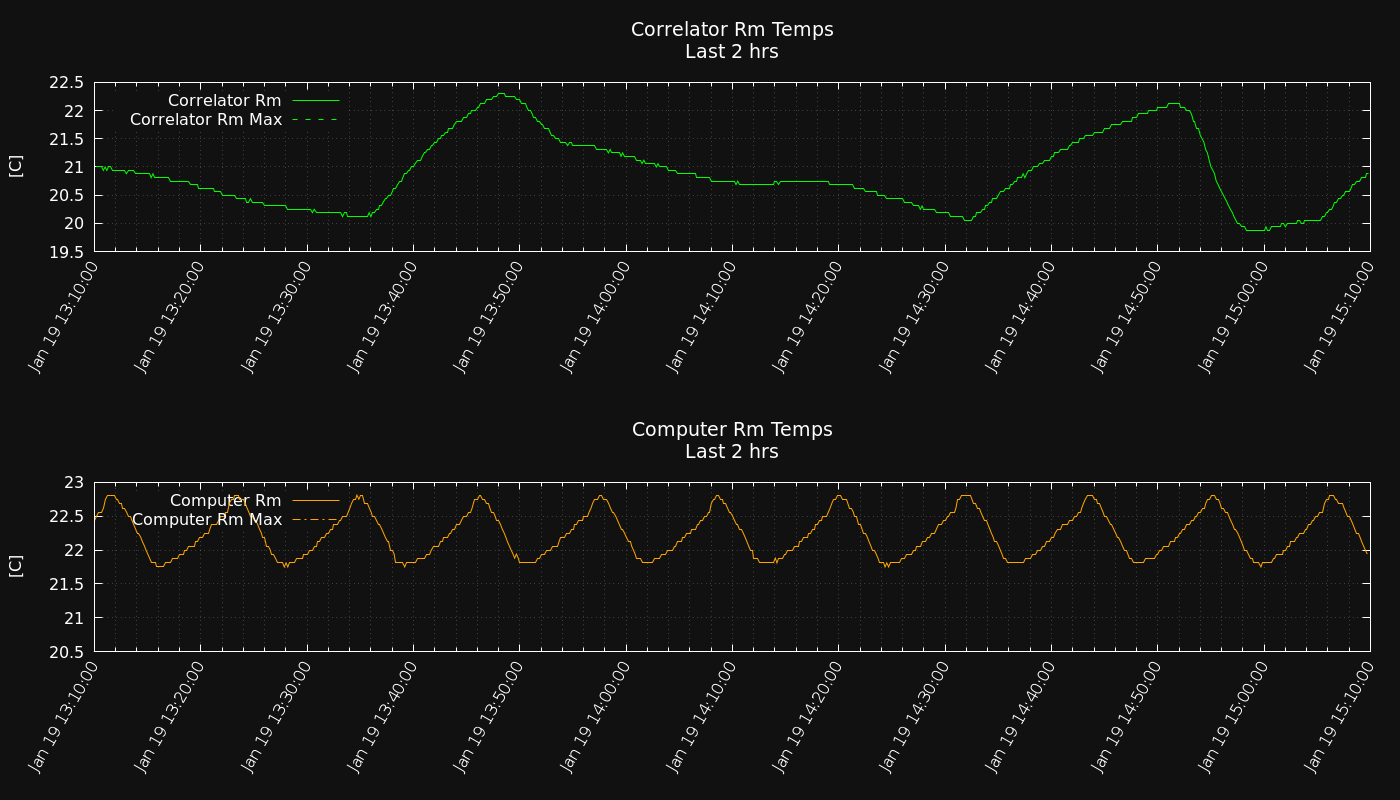 Correlator Rm Temps
Last 2 hrs
22.5
22
21.5
21
20.5
20
19.5
[C]
Correlator Rm
Correlator Rm Max
Jan 19 13:10:00
Jan 19 13:20:00
Jan 19 13:30:00
Jan 19 13:40:00
Jan 19 13:50:00
Jan 19 14:00:00
Jan 19 14:10:00
Jan 19 14:20:00
Jan 19 14:30:00
Jan 19 14:40:00
Jan 19 14:50:00
Jan 19 15:00:00
Jan 19 15:10:00
Computer Rm Temps
Last 2 hrs
23
22.5
22
21.5
21
20.5
[C]
Computer Rm
Computer Rm Max
Jan 19 13:10:00
Jan 19 13:20:00
Jan 19 13:30:00
Jan 19 13:40:00
Jan 19 13:50:00
Jan 19 14:00:00
Jan 19 14:10:00
Jan 19 14:20:00
Jan 19 14:30:00
Jan 19 14:40:00
Jan 19 14:50:00
Jan 19 15:00:00
Jan 19 15:10:00